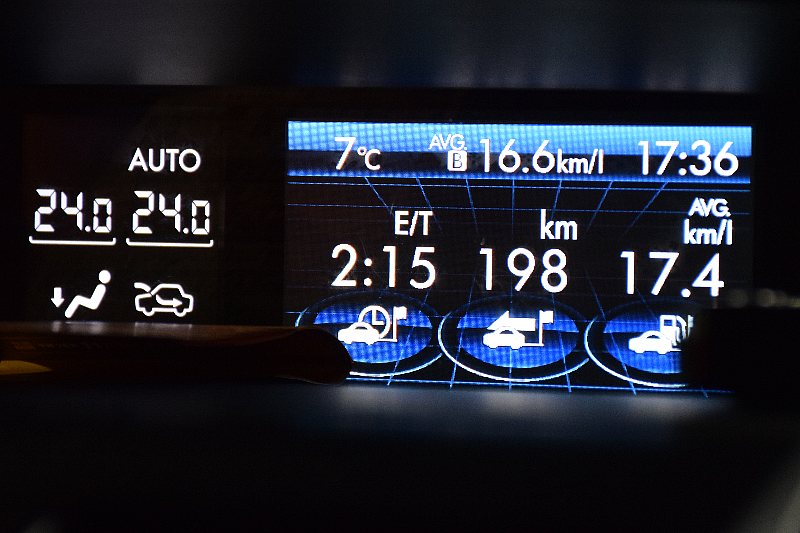 AUTO
24.0 24.0
7°C AVG. B 16.6km/l 17:36
E/T km AVG. km/l
2:15 198 17.4